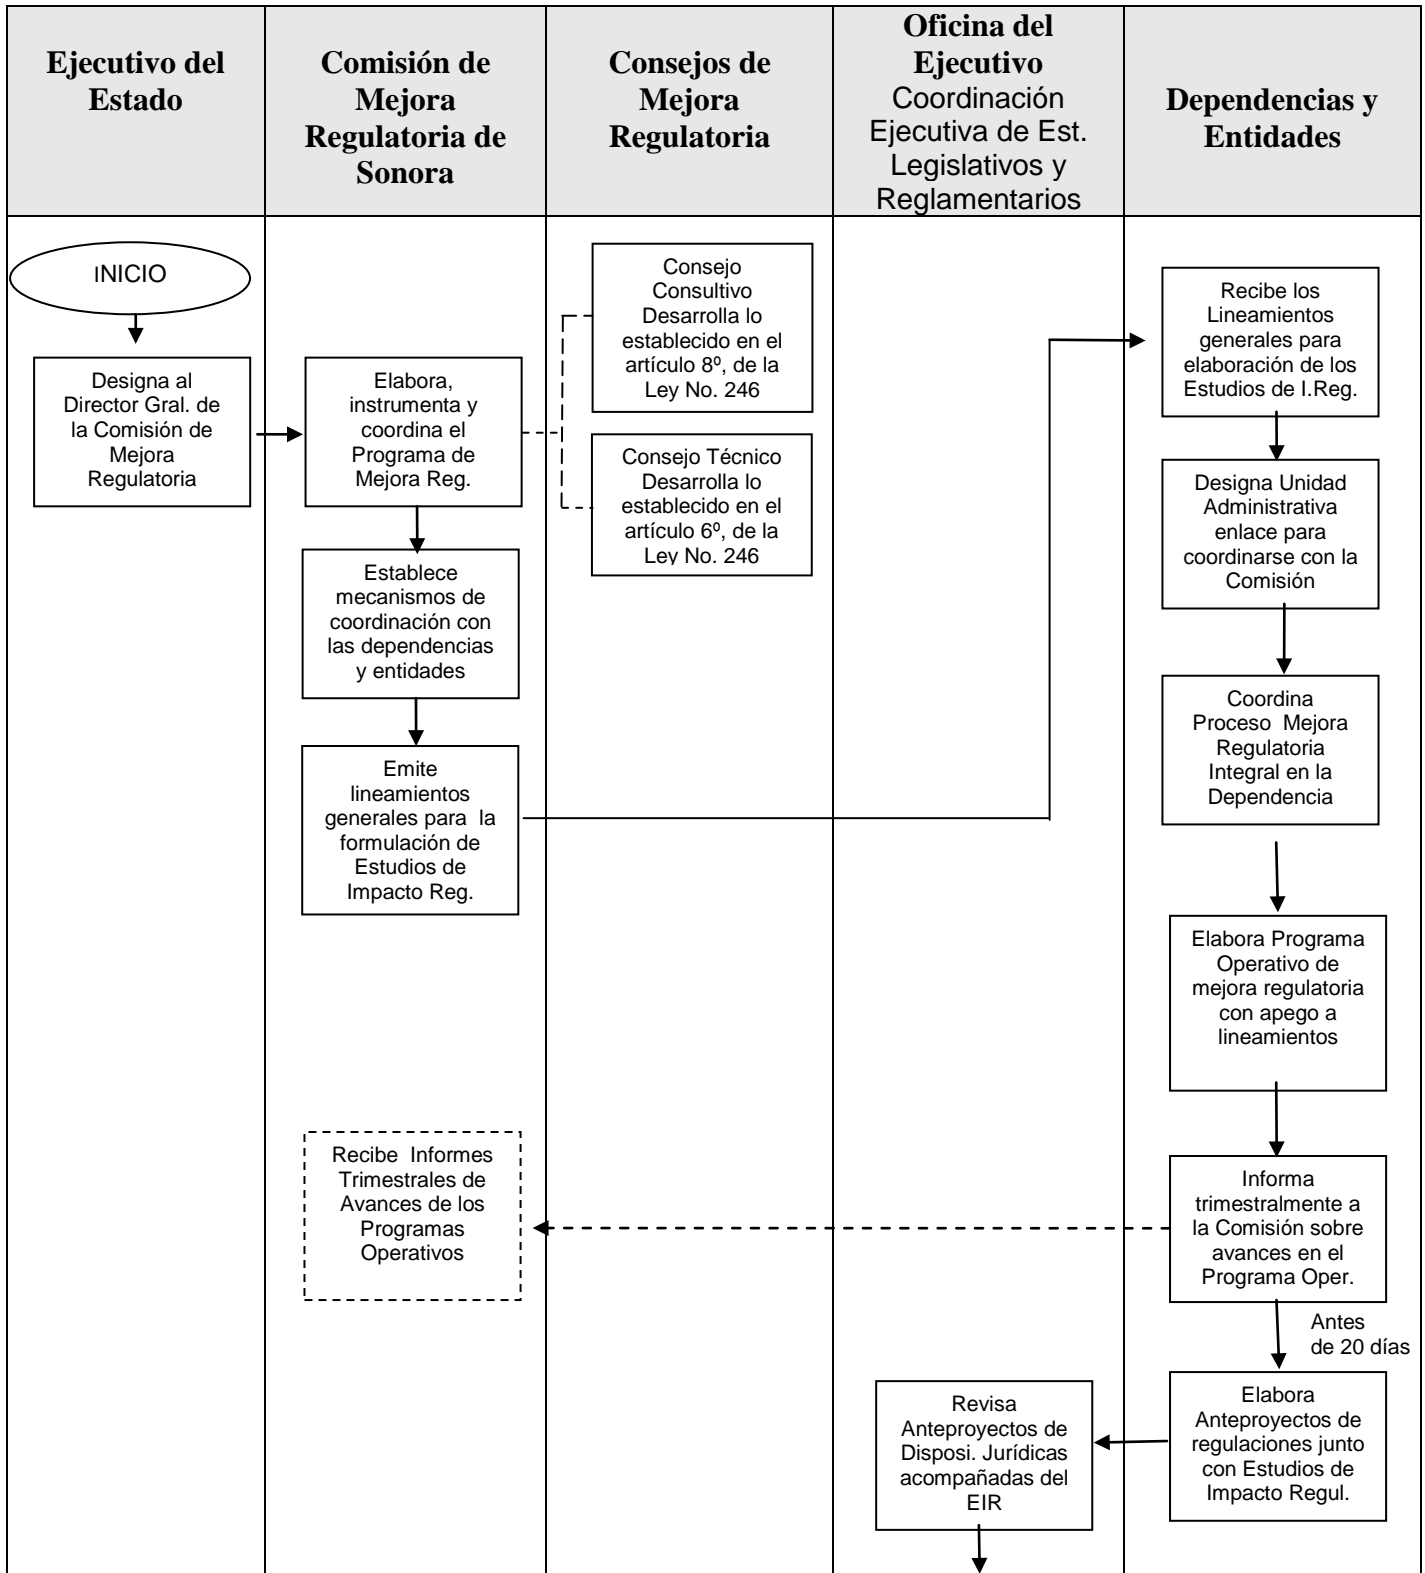 Ejecutivo del
Estado
Comisión de
Mejora
Regulatoria de
Sonora
Consejos de
Mejora
Regulatoria
Oficina del
Ejecutivo
Coordinación
Ejecutiva de Est.
Legislativos y
Reglamentarios
Dependencias y
Entidades
INICIO
Designa al
Director Gral. de
la Comisión de
Mejora
Regulatoria
Elabora,
instrumenta y
coordina el
Programa de
Mejora Reg.
Establece
mecanismos de
coordinación con
las dependencias
y entidades
Emite
lineamientos
generales para la
formulación de
Estudios de
Impacto Reg.
Recibe Informes
Trimestrales de
Avances de los
Programas
Operativos
Consejo
Consultivo
Desarrolla lo
establecido en el
artículo 8º, de la
Ley No. 246
Consejo Técnico
Desarrolla lo
establecido en el
artículo 6º, de la
Ley No. 246
Revisa
Anteproyectos de
Disposi. Jurídicas
acompañadas del
EIR
Recibe los
Lineamientos
generales para
elaboración de los
Estudios de I.Reg.
Designa Unidad
Administrativa
enlace para
coordinarse con la
Comisión
Coordina
Proceso Mejora
Regulatoria
Integral en la
Dependencia
Elabora Programa
Operativo de
mejora regulatoria
con apego a
lineamientos
Informa
trimestralmente a
la Comisión sobre
avances en el
Programa Oper.
Antes
de 20 días
Elabora
Anteproyectos de
regulaciones junto
con Estudios de
Impacto Regul.